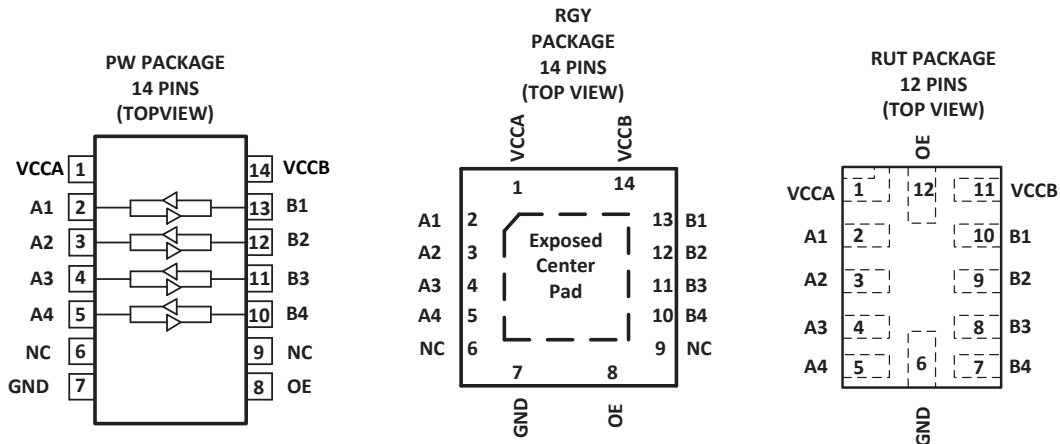 PW PACKAGE
14 PINS
(TOPVIEW)
VCCA 1 14 VCCB
A1 2 13 B1
A2 3 12 B2
A3 4 11 B3
A4 5 10 B4
NC 6 9 NC
GND 7 8 OE
RGY
PACKAGE
14 PINS
(TOP VIEW)
VCCA VCCB
1 14
A1 2 13 B1
A2 3 12 B2
A3 4 11 B3
A4 5 10 B4
NC 6 9 NC
Exposed
Center
Pad
7 8
GND OE
RUT PACKAGE
12 PINS
(TOP VIEW)
OE
VCCA 1 12 11 VCCB
A1 2 10 B1
A2 3 9 B2
A3 4 8 B3
A4 5 6 7 B4
GND